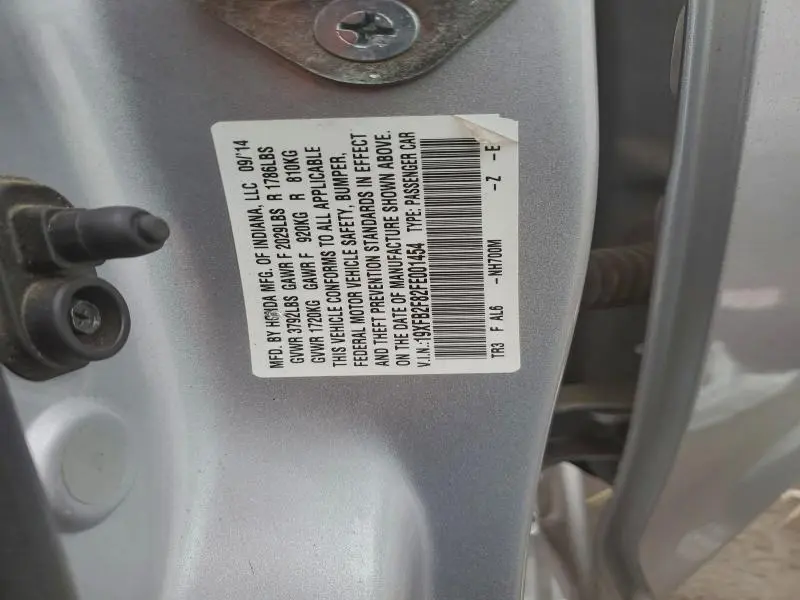 MFD. BY HONDA MFG. OF INDIANA, LLC 09/'14
GVWR 3792LBS GAWR F 2029LBS R 1786LBS
GVWR 1720KG GAWR F 920KG R 810KG
THIS VEHICLE CONFORMS TO ALL APPLICABLE
FEDERAL MOTOR VEHICLE SAFETY, BUMPER,
AND THEFT PREVENTION STANDARDS IN EFFECT
ON THE DATE OF MANUFACTURE SHOWN ABOVE.
V.I.N.:19XFB2F82FE001454 TYPE: PASSENGER CAR
TR3 F AL6 -NH700M -Z -E